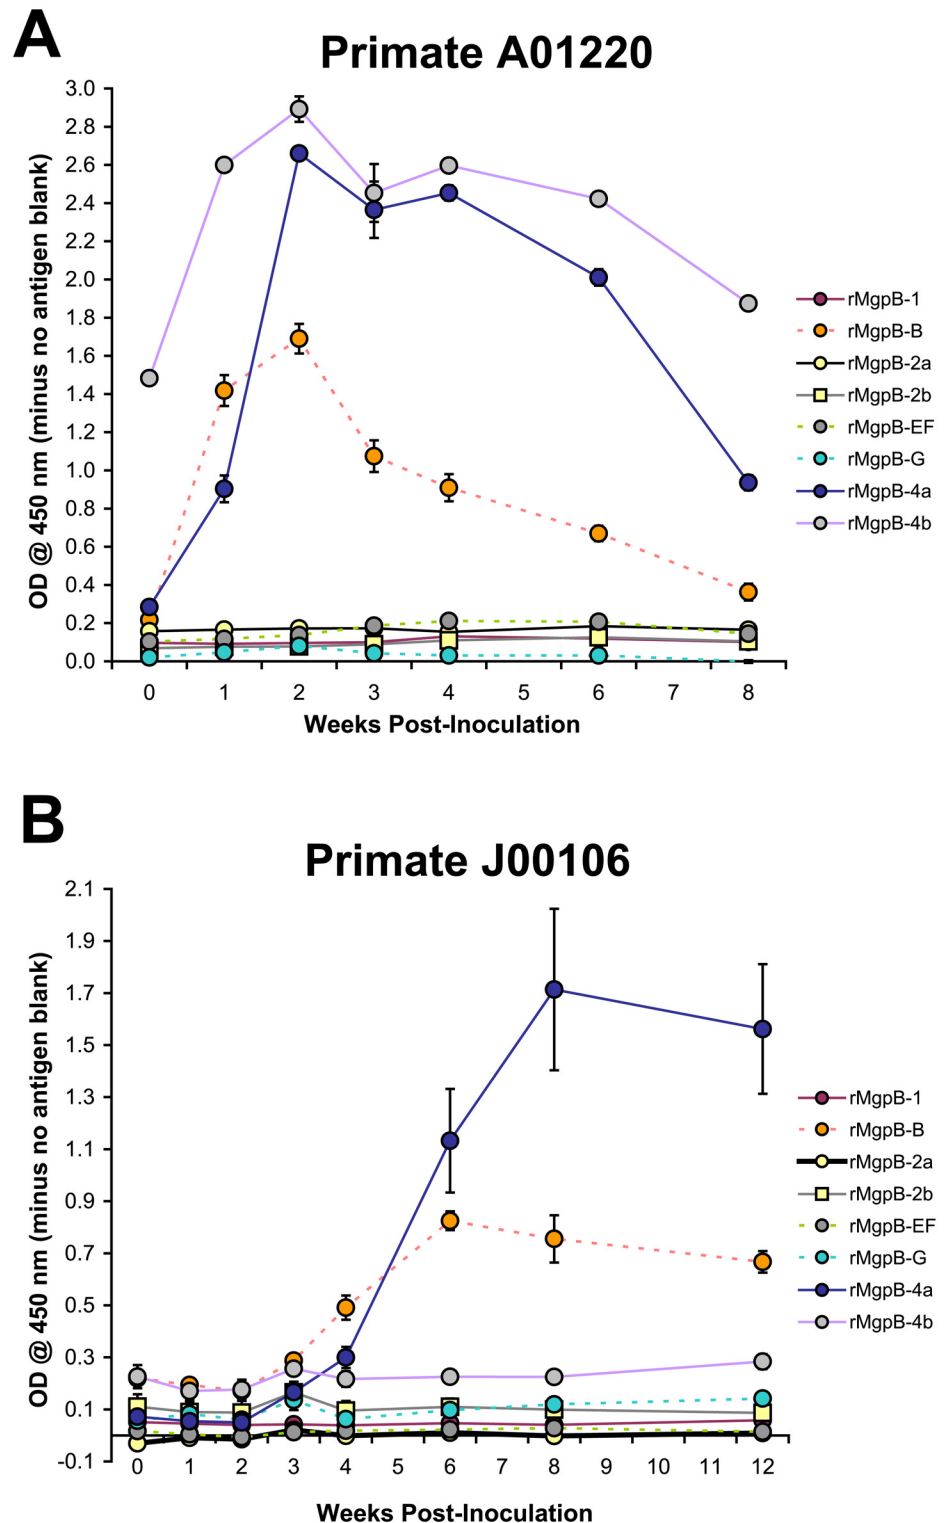 A
Primate A01220
OD @ 450 nm (minus no antigen blank)
3.0
2.8
2.6
2.4
2.2
2.0
1.8
1.6
1.4
1.2
1.0
0.8
0.6
0.4
0.2
0.0
0 1 2 3 4 5 6 7 8
Weeks Post-Inoculation
rMgpB-1
rMgpB-B
rMgpB-2a
rMgpB-2b
rMgpB-EF
rMgpB-G
rMgpB-4a
rMgpB-4b
B
Primate J00106
OD @ 450 nm (minus no antigen blank)
2.1
1.9
1.7
1.5
1.3
1.1
0.9
0.7
0.5
0.3
0.1
-0.1
0 1 2 3 4 5 6 7 8 9 10 11 12
Weeks Post-Inoculation
rMgpB-1
rMgpB-B
rMgpB-2a
rMgpB-2b
rMgpB-EF
rMgpB-G
rMgpB-4a
rMgpB-4b